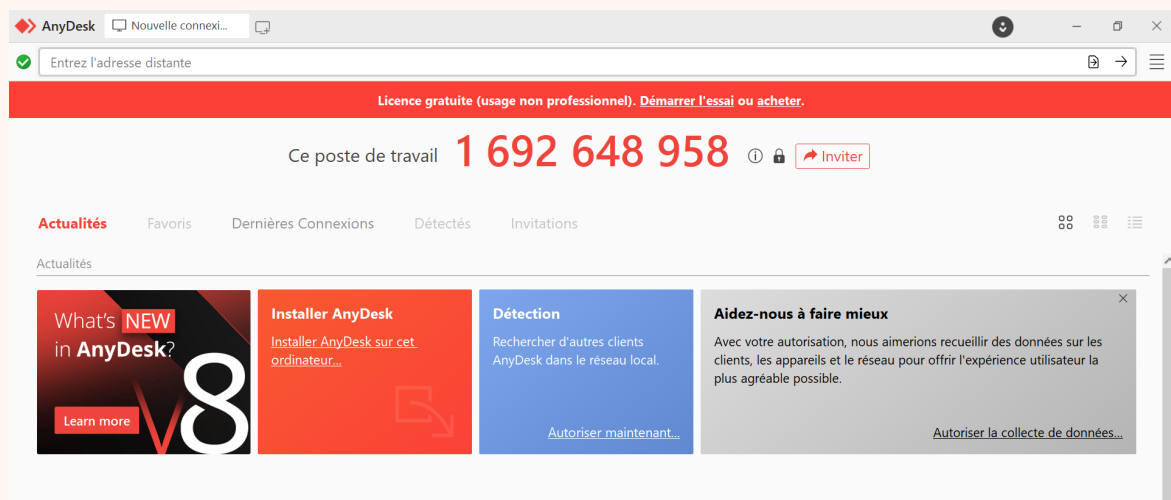 AnyDesk Nouvelle connexi...
Entrez l'adresse distante
Licence gratuite (usage non professionnel). Démarrer l'essai ou acheter.
Ce poste de travail 1 692 648 958 Inviter
Actualités Favoris Dernières Connexions Détectés Invitations
Actualités
What's NEW
in AnyDesk?
V8
Learn more
Installer AnyDesk
Installer AnyDesk sur cet
ordinateur...
Détection
Rechercher d'autres clients
AnyDesk dans le réseau local.
Autoriser maintenant...
Aidez-nous à faire mieux
Avec votre autorisation, nous aimerions recueillir des données sur les
clients, les appareils et le réseau pour offrir l'expérience utilisateur la
plus agréable possible.
Autoriser la collecte de données...